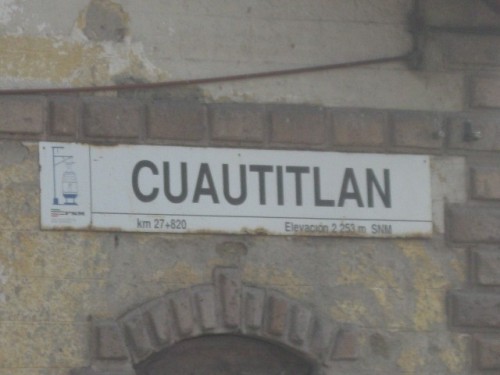 CUAUTITLAN
km 27+820 Elevación 2,253 m SNM